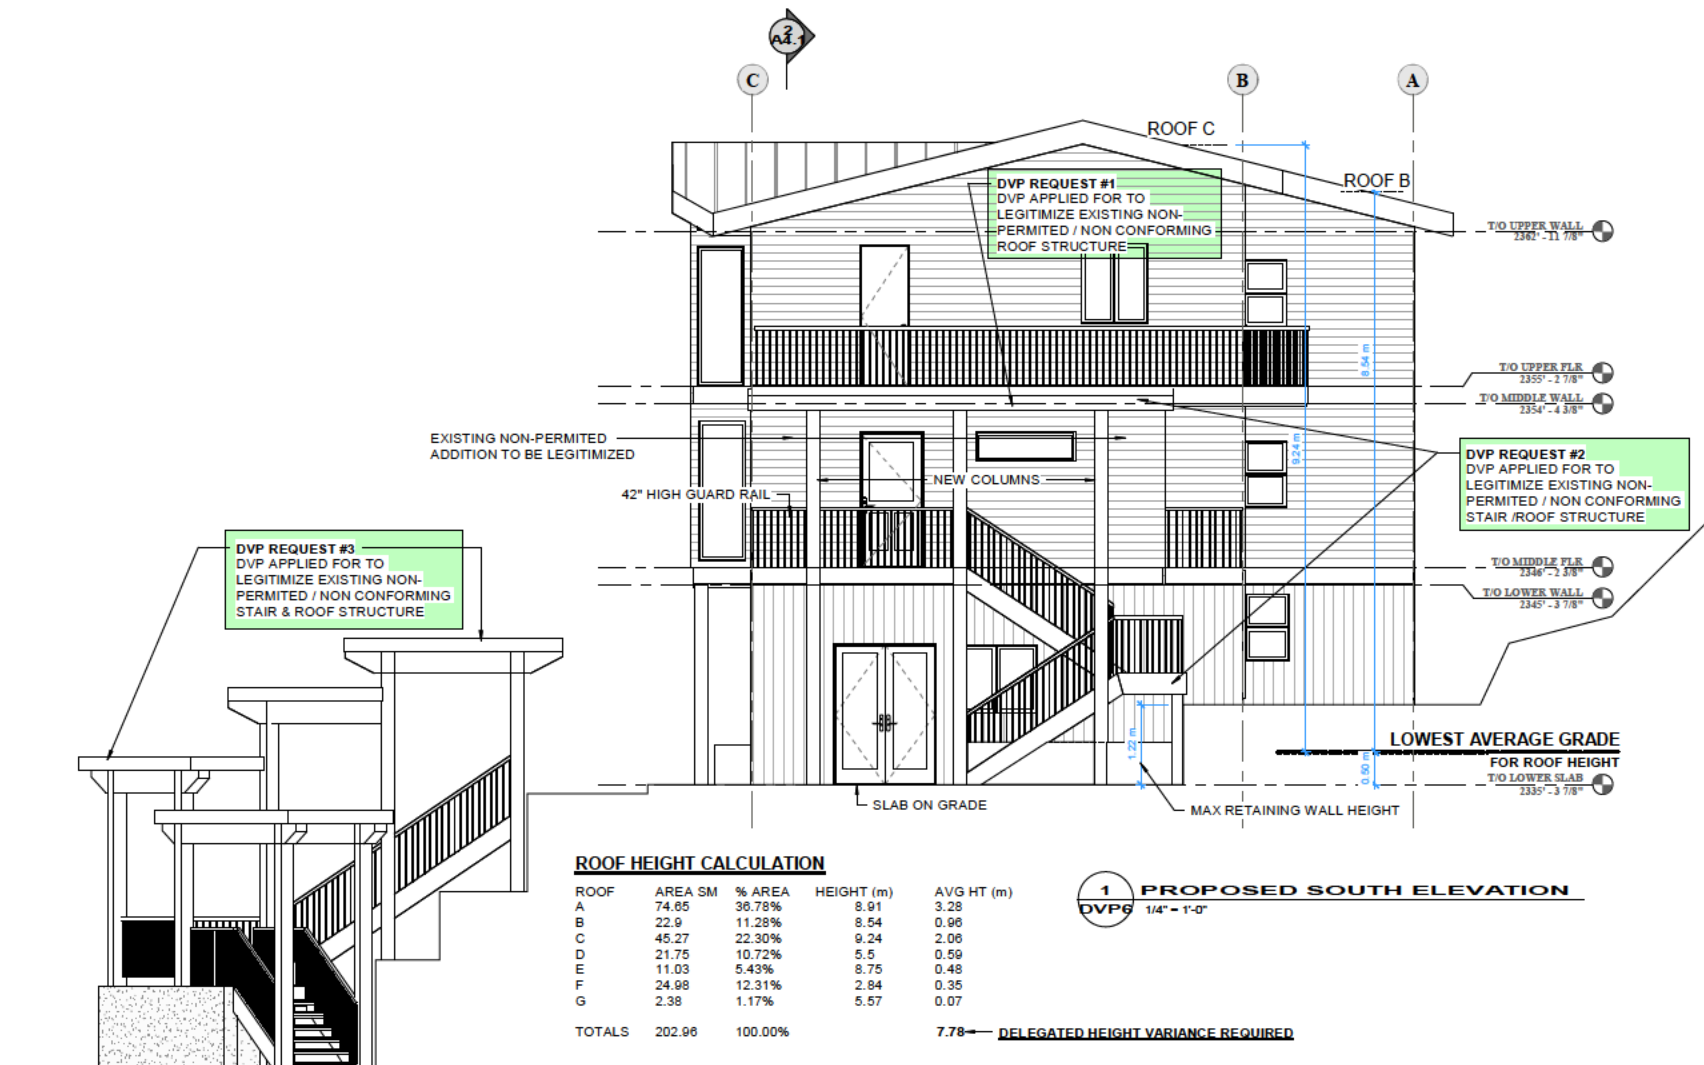 2
A4.1
C
B
A
ROOF C
ROOF B
DVP REQUEST #1
DVP APPLIED FOR TO
LEGITIMIZE EXISTING NON-
PERMITED / NON CONFORMING
ROOF STRUCTURE
T/O UPPER WALL
2362' - 11 7/8"
8.54 m
T/O UPPER FLR
2355' - 2 7/8"
T/O MIDDLE WALL
2354' - 4 3/8"
EXISTING NON-PERMITED
ADDITION TO BE LEGITIMIZED
9.24 m
DVP REQUEST #2
DVP APPLIED FOR TO
LEGITIMIZE EXISTING NON-
PERMITED / NON CONFORMING
STAIR /ROOF STRUCTURE
NEW COLUMNS
42" HIGH GUARD RAIL
DVP REQUEST #3
DVP APPLIED FOR TO
LEGITIMIZE EXISTING NON-
PERMITED / NON CONFORMING
STAIR & ROOF STRUCTURE
T/O MIDDLE FLR
2346' - 2 3/8"
T/O LOWER WALL
2345' - 3 7/8"
1.22 m
LOWEST AVERAGE GRADE
FOR ROOF HEIGHT
0.50 m
T/O LOWER SLAB
2335' - 3 7/8"
SLAB ON GRADE
MAX RETAINING WALL HEIGHT
ROOF HEIGHT CALCULATION
ROOF AREA SM % AREA HEIGHT (m) AVG HT (m)
A 74.65 36.78% 8.91 3.28
B 22.9 11.28% 8.54 0.96
C 45.27 22.30% 9.24 2.06
D 21.75 10.72% 5.5 0.59
E 11.03 5.43% 8.75 0.48
F 24.98 12.31% 2.84 0.35
G 2.38 1.17% 5.57 0.07
TOTALS 202.96 100.00% 7.78 DELEGATED HEIGHT VARIANCE REQUIRED
1 PROPOSED SOUTH ELEVATION
DVP6 1/4" = 1'-0"